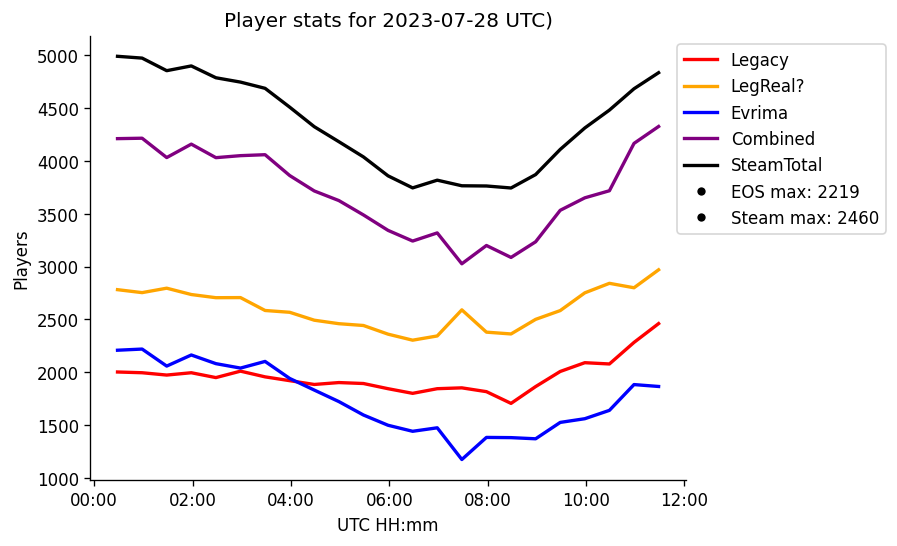 Player stats for 2023-07-28 UTC)
Legacy
LegReal?
Evrima
Combined
SteamTotal
EOS max: 2219
Steam max: 2460
Players
5000
4500
4000
3500
3000
2500
2000
1500
1000
00:00 02:00 04:00 06:00 08:00 10:00 12:00
UTC HH:mm